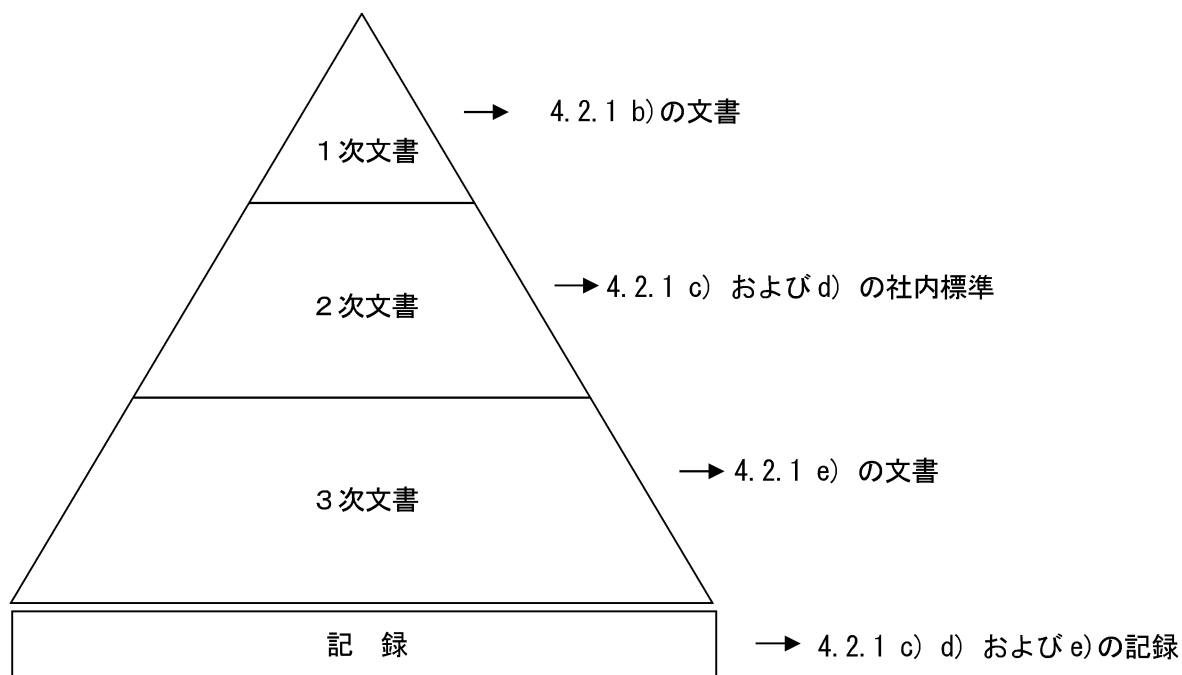 4.2.1 b)の文書
１次文書
4.2.1 c) およびd) の社内標準
２次文書
4.2.1 e) の文書
３次文書
記　録
4.2.1 c) d) およびe)の記録